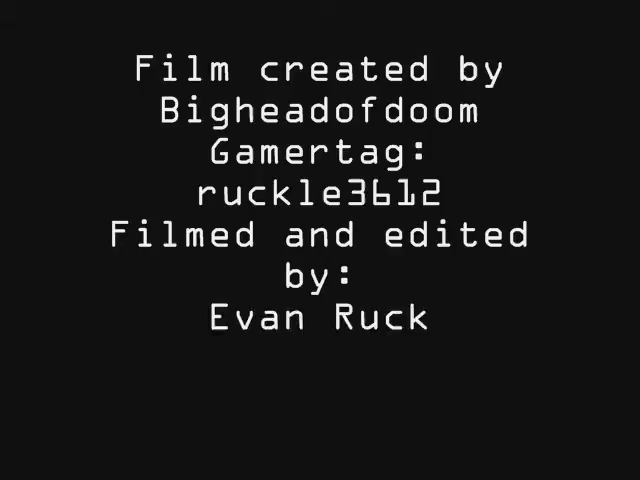 Film created by
Bigheadofdoom
Gamertag:
ruckle3612
Filmed and edited
by:
Evan Ruck